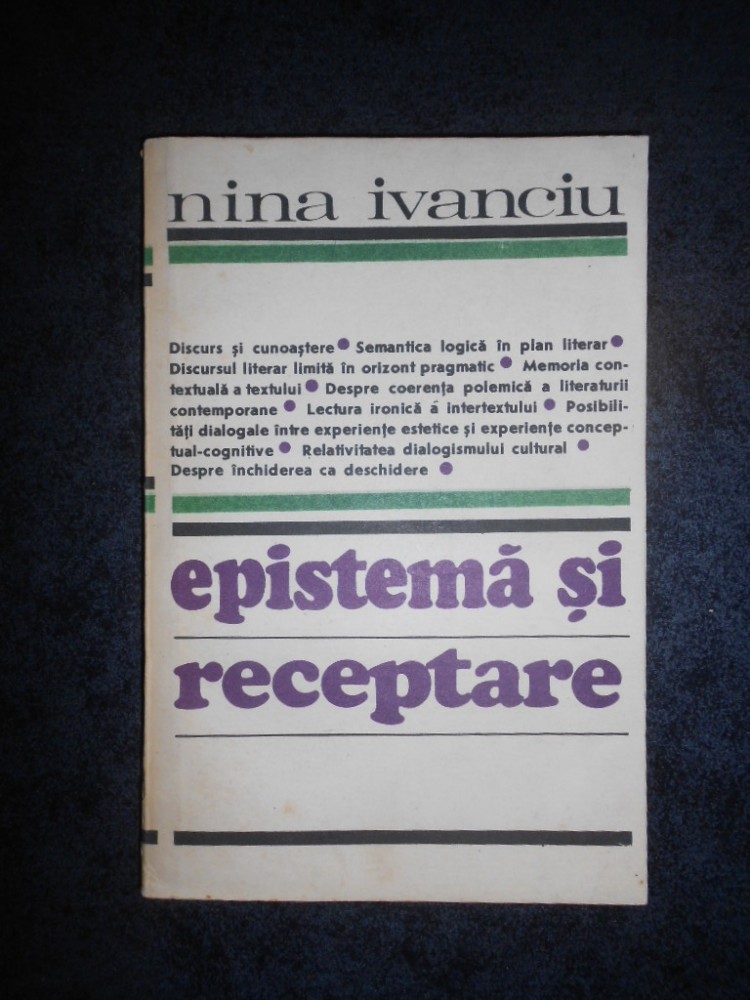 nina ivanciu
Discurs și cunoaștere ● Semantica logică în plan literar ●
Discursul literar limită în orizont pragmatic ● Memoria con-
textuală a textului ● Despre coerența polemică a literaturii
contemporane ● Lectura ironică á intertextului ● Posibili-
tăți dialogale între experiențe estetice și experiențe concep-
tual-cognitive ● Relativitatea dialogismului cultural ●
Despre închiderea ca deschidere ●
epistemă și
receptare